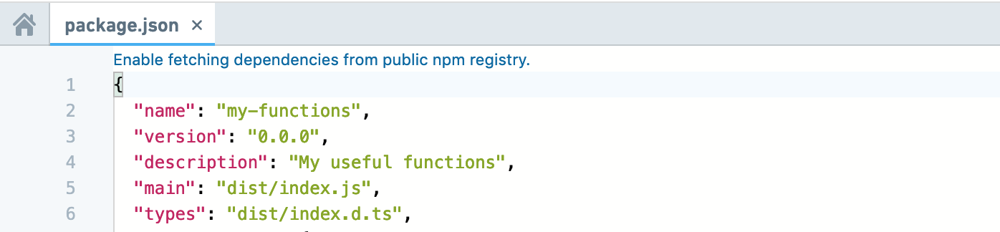 package.json ×
Enable fetching dependencies from public npm registry.
1 {
2 "name": "my-functions",
3 "version": "0.0.0",
4 "description": "My useful functions",
5 "main": "dist/index.js",
6 "types": "dist/index.d.ts",